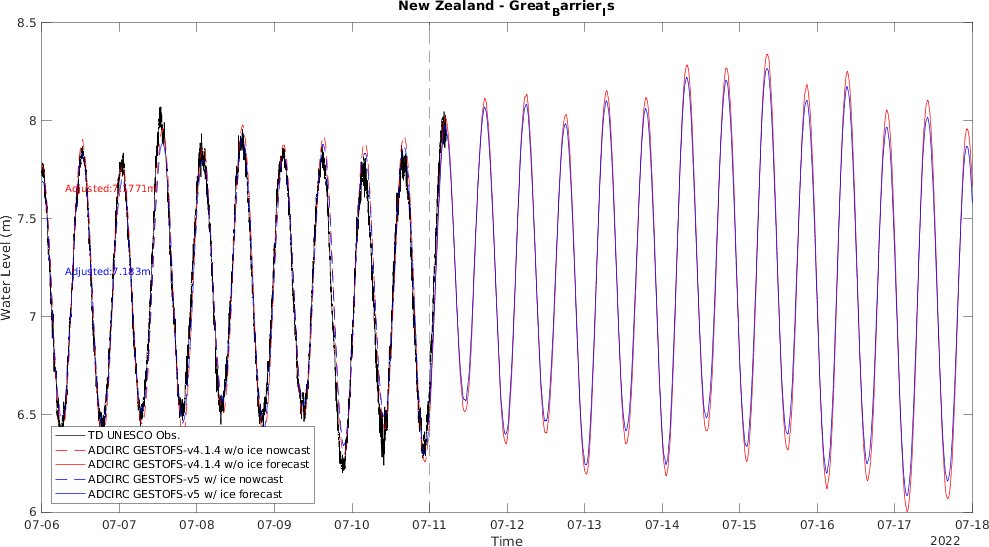 New Zealand - Great_Barrier_Is
8.5
8
7.5
7
6.5
6
Water Level (m)
Adjusted:7.1771m
Adjusted:7.183m
TD UNESCO Obs.
ADCIRC GESTOFS-v4.1.4 w/o ice nowcast
ADCIRC GESTOFS-v4.1.4 w/o ice forecast
ADCIRC GESTOFS-v5 w/ ice nowcast
ADCIRC GESTOFS-v5 w/ ice forecast
07-06 07-07 07-08 07-09 07-10 07-11 07-12 07-13 07-14 07-15 07-16 07-17 07-18
Time
2022